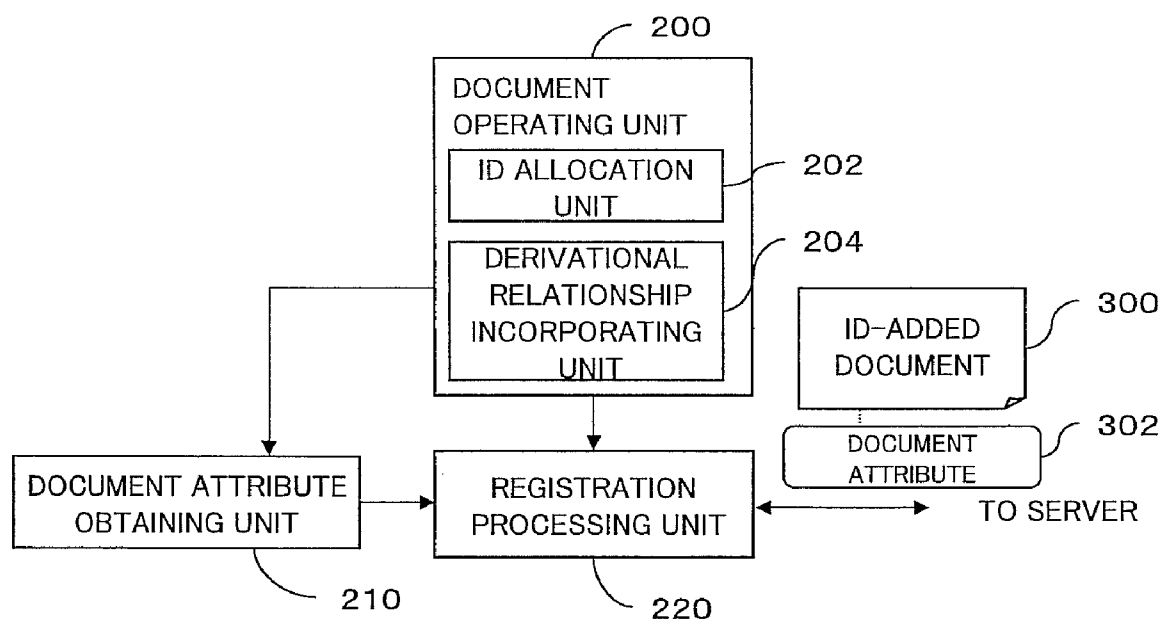 200
DOCUMENT
OPERATING UNIT
ID ALLOCATION
UNIT
202
DERIVATIONAL
RELATIONSHIP
INCORPORATING
UNIT
204
ID-ADDED
DOCUMENT
300
DOCUMENT
ATTRIBUTE
302
DOCUMENT ATTRIBUTE
OBTAINING UNIT
210
REGISTRATION
PROCESSING UNIT
220
TO SERVER